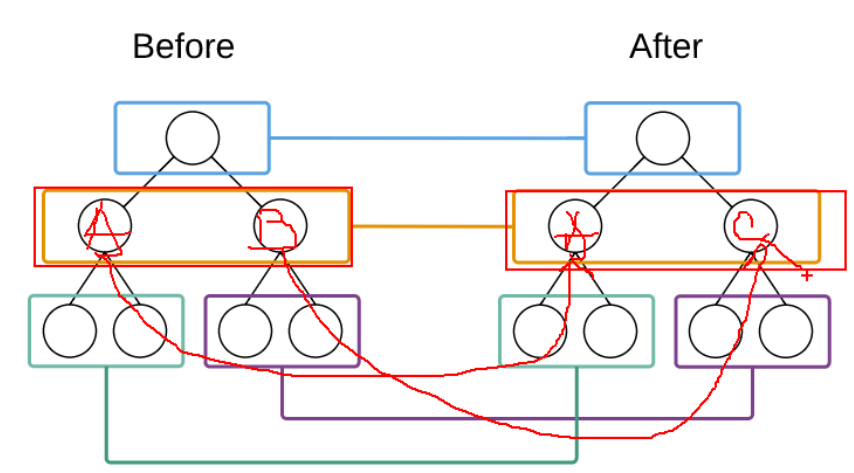 Before After
A B A C
+